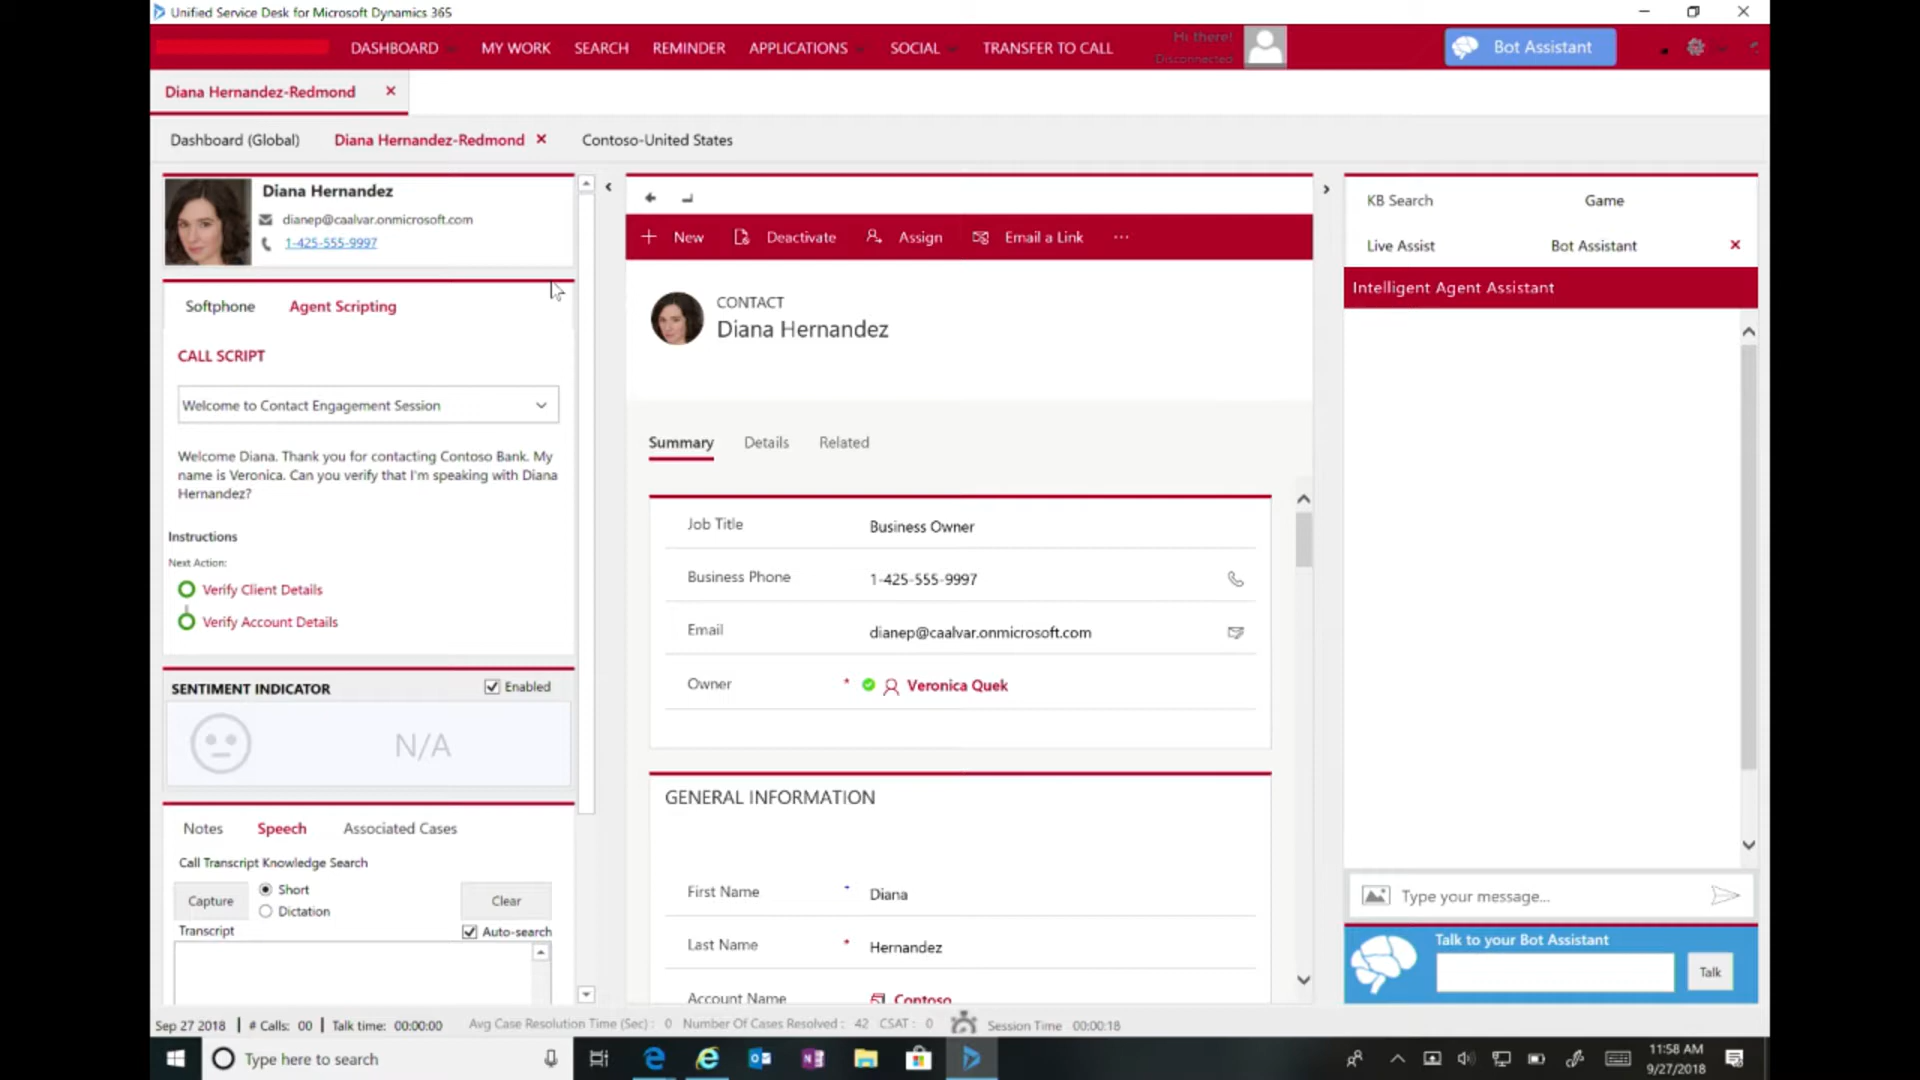 Unified Service Desk for Microsoft Dynamics 365
DASHBOARD MY WORK SEARCH REMINDER APPLICATIONS SOCIAL TRANSFER TO CALL
Hi there!
Disconnected
Bot Assistant
Diana Hernandez-Redmond
Dashboard (Global) Diana Hernandez-Redmond Contoso-United States
Diana Hernandez
dianep@caalvar.onmicrosoft.com
1-425-555-9997
Softphone Agent Scripting
CALL SCRIPT
Welcome to Contact Engagement Session
Welcome Diana. Thank you for contacting Contoso Bank. My
name is Veronica. Can you verify that I'm speaking with Diana
Hernandez?
Instructions
Next Action:
Verify Client Details
Verify Account Details
SENTIMENT INDICATOR Enabled
N/A
Notes Speech Associated Cases
Call Transcript Knowledge Search
Capture Short Clear
Dictation
Transcript Auto-search
+ New Deactivate Assign Email a Link ...
CONTACT
Diana Hernandez
Summary Details Related
Job Title Business Owner
Business Phone 1-425-555-9997
Email dianep@caalvar.onmicrosoft.com
Owner * Veronica Quek
GENERAL INFORMATION
First Name Diana
Last Name * Hernandez
Account Name Contoso
KB Search Game
Live Assist Bot Assistant
Intelligent Agent Assistant
Type your message...
Talk to your Bot Assistant
Talk
Sep 27 2018 | # Calls: 00 | Talk time: 00:00:00 Avg Case Resolution Time (Sec) : 0 Number Of Cases Resolved : 42 CSAT : 0 Session Time 00:00:18
Type here to search
11:58 AM
9/27/2018